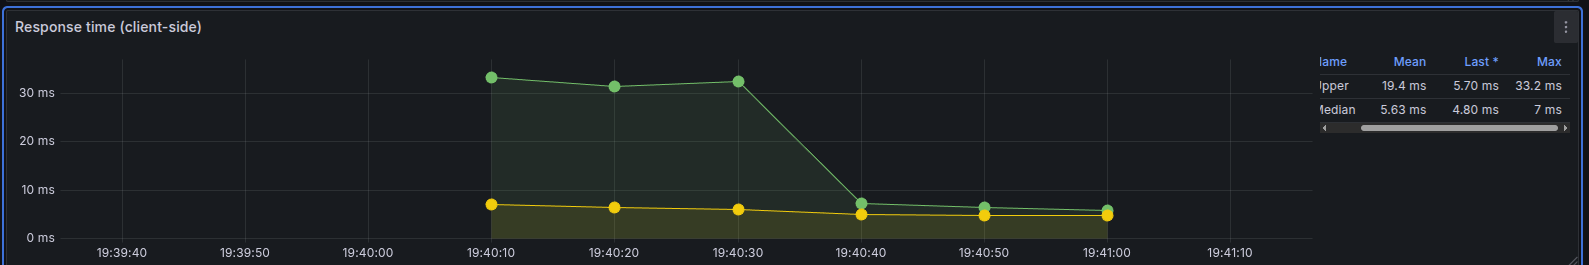 Response time (client-side)
30 ms
20 ms
10 ms
0 ms
19:39:40 19:39:50 19:40:00 19:40:10 19:40:20 19:40:30 19:40:40 19:40:50 19:41:00 19:41:10
lame Mean Last * Max
Jpper 19.4 ms 5.70 ms 33.2 ms
Median 5.63 ms 4.80 ms 7 ms